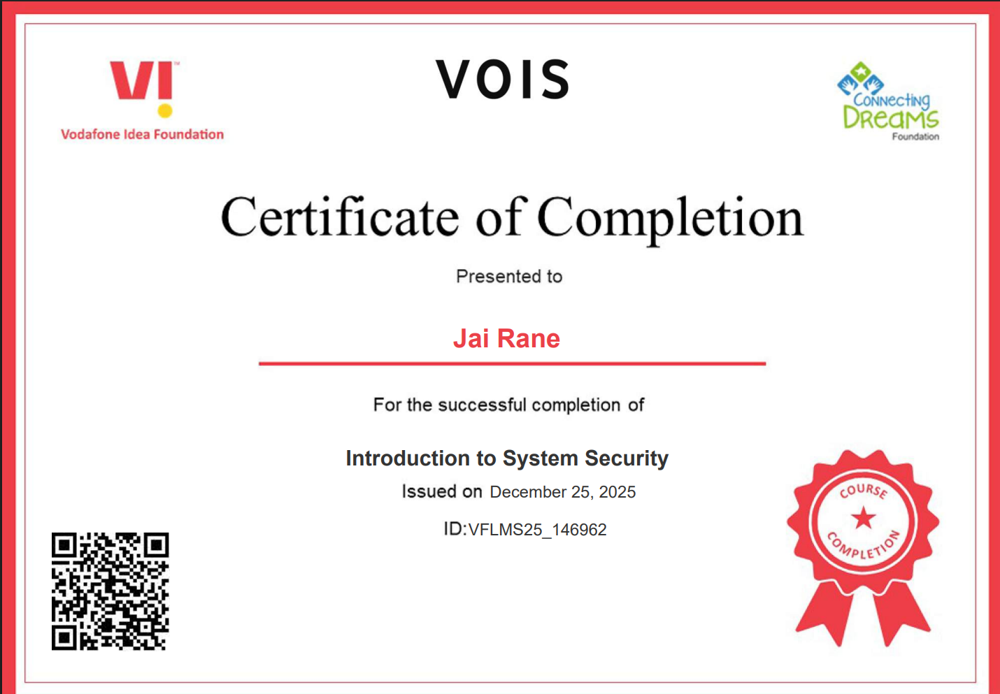 VI™
Vodafone Idea Foundation
VOIS
Connecting
Dreams
Foundation
Certificate of Completion
Presented to
Jai Rane
For the successful completion of
Introduction to System Security
Issued on December 25, 2025
ID:VFLMS25_146962
COURSE
COMPLETION